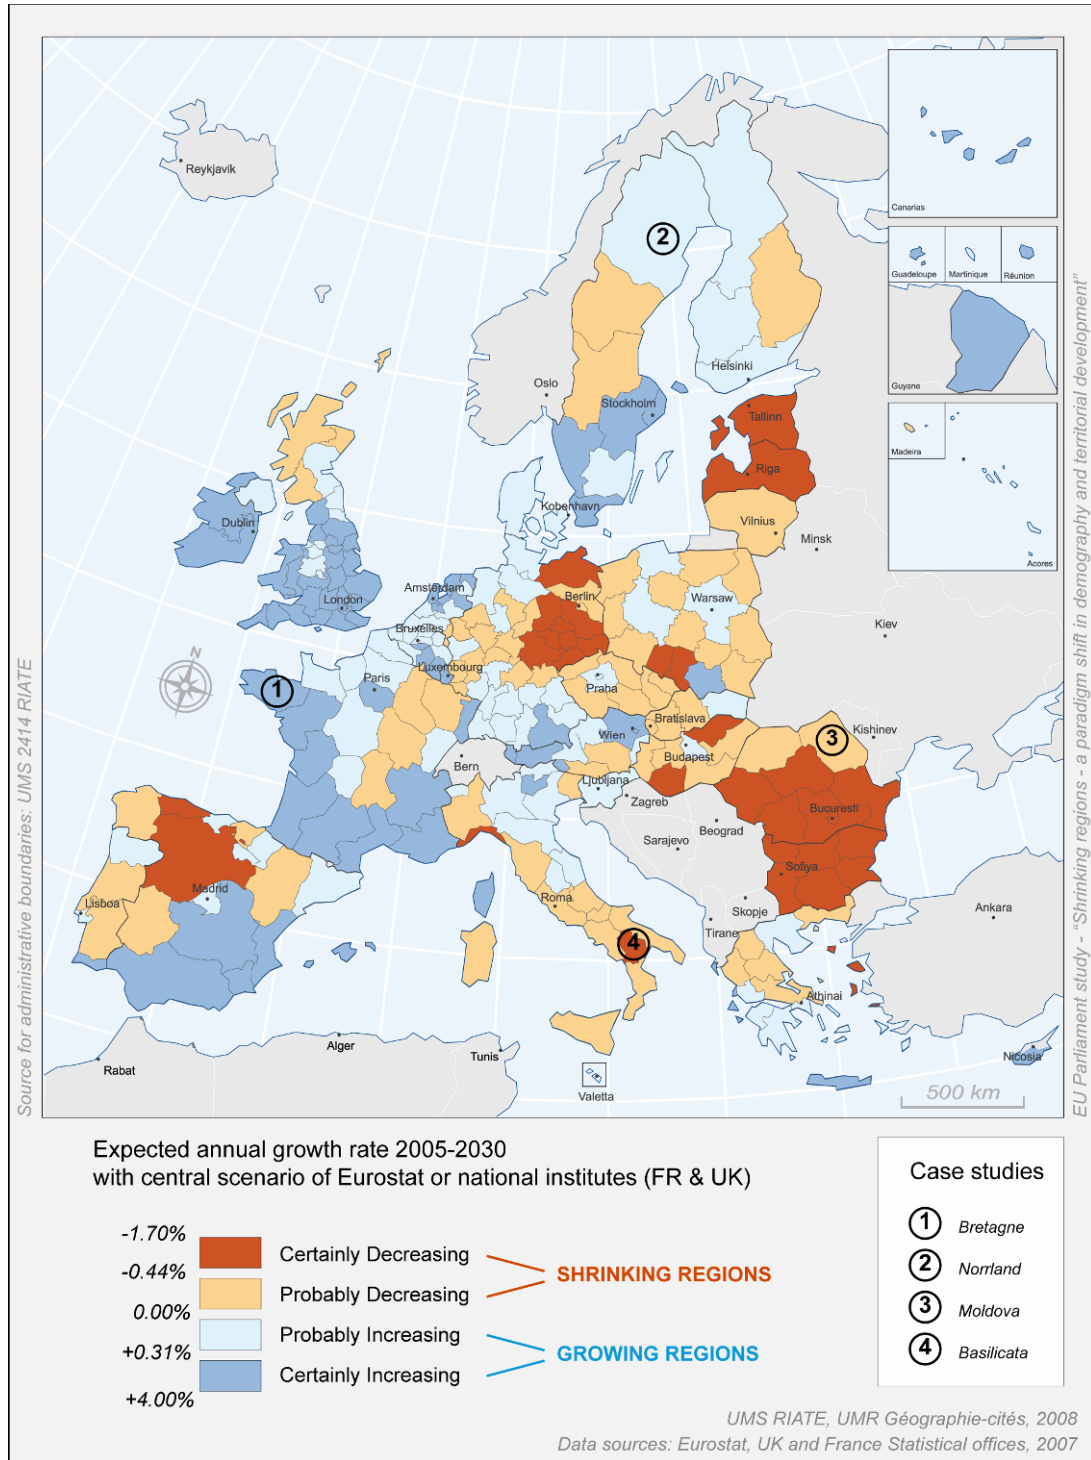 Reykjavik
Canarias
Guadeloupe
Martinique
Réunion
Guyane
Madeira
Acores
2
Helsinki
Oslo
Stockholm
Tallinn
Riga
Kobenhavn
Vilnius
Minsk
Dublin
London
Amsterdam
Berlin
Warsaw
Bruxelles
Kiev
Luxembourg
N
1
Paris
Praha
Bratislava
Wien
3
Kishinev
Bern
Budapest
Ljubljana
Zagreb
Bucuresti
Beograd
Sarajevo
Sofiya
Madrid
Lisboa
Roma
Skopje
Ankara
Tirane
4
Athinai
Alger
Tunis
Rabat
Valetta
Nicosia
500 km
Source for administrative boundaries: UMS 2414 RIATE
EU Parliament study - “Shrinking regions - a paradigm shift in demography and territorial development”
Expected annual growth rate 2005-2030
with central scenario of Eurostat or national institutes (FR & UK)
-1.70%
Certainly Decreasing
-0.44%
SHRINKING REGIONS
Probably Decreasing
0.00%
Probably Increasing
+0.31%
GROWING REGIONS
Certainly Increasing
+4.00%
Case studies
1 Bretagne
2 Norrland
3 Moldova
4 Basilicata
UMS RIATE, UMR Géographie-cités, 2008
Data sources: Eurostat, UK and France Statistical offices, 2007